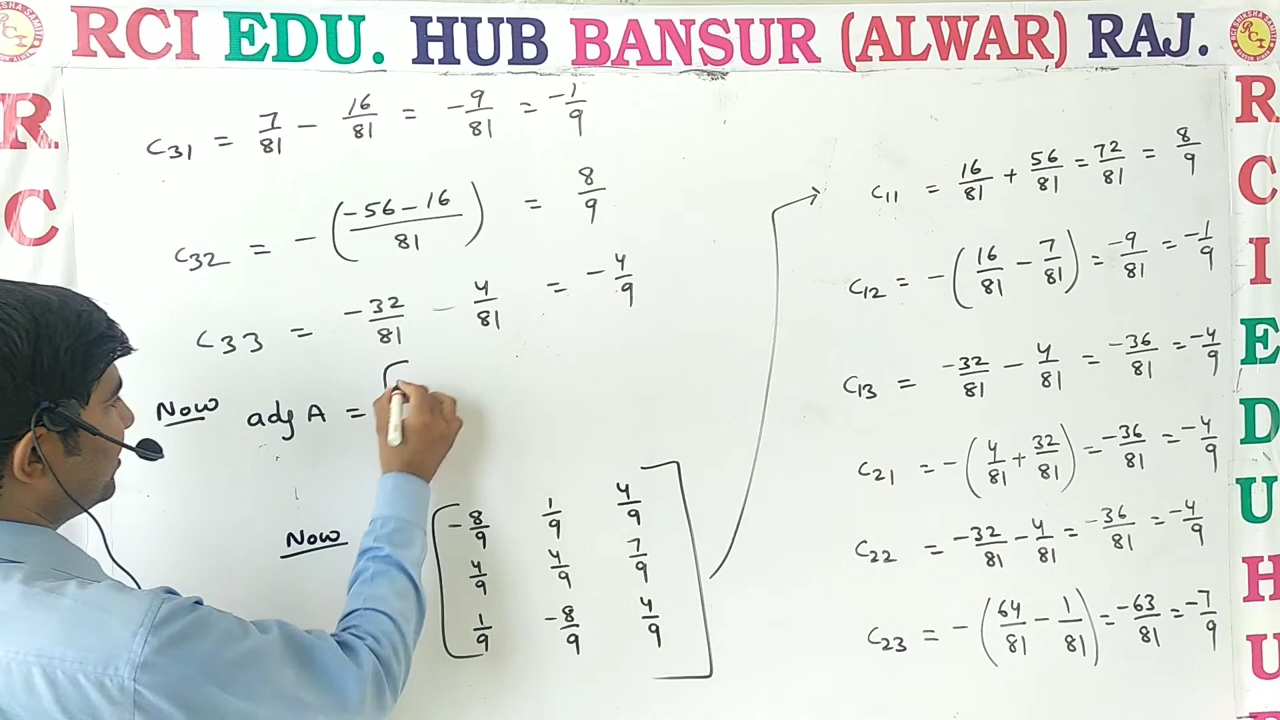 RCI EDU. HUB BANSUR (ALWAR) RAJ.
R
C
C31 = 7/81 - 16/81 = -9/81 = -1/9
C32 = -((-56-16)/81) = 8/9
C33 = -32/81 - 4/81 = -4/9
Now adj A = [
Now
[ -8/9 1/9 4/9
4/9 4/9 7/9
1/9 -8/9 4/9 ]
C11 = 16/81 + 56/81 = 72/81 = 8/9
C12 = -(16/81 - 7/81) = -9/81 = -1/9
C13 = -32/81 - 4/81 = -36/81 = -4/9
C21 = -(4/81 + 32/81) = -36/81 = -4/9
C22 = -32/81 - 4/81 = -36/81 = -4/9
C23 = -(64/81 - 1/81) = -63/81 = -7/9
R
C
I
E
D
U
H
U